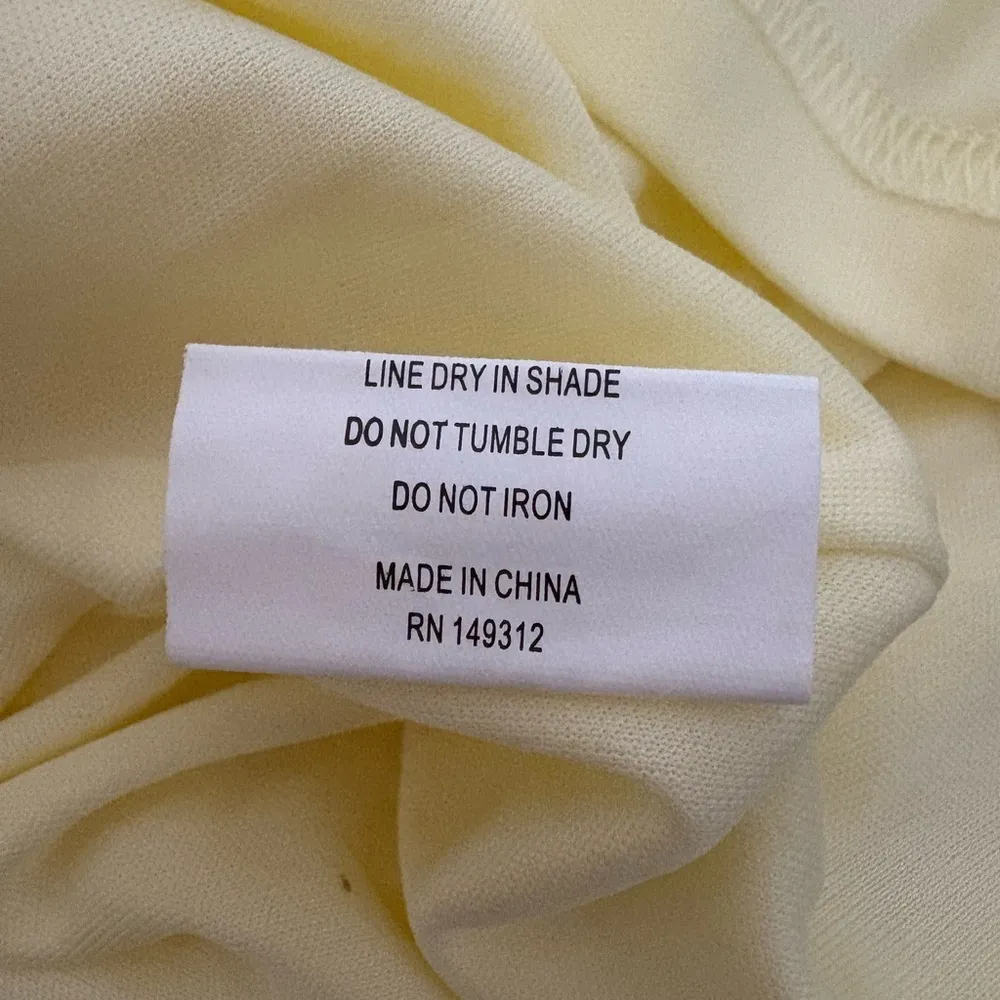 LINE DRY IN SHADE
DO NOT TUMBLE DRY
DO NOT IRON
MADE IN CHINA
RN 149312